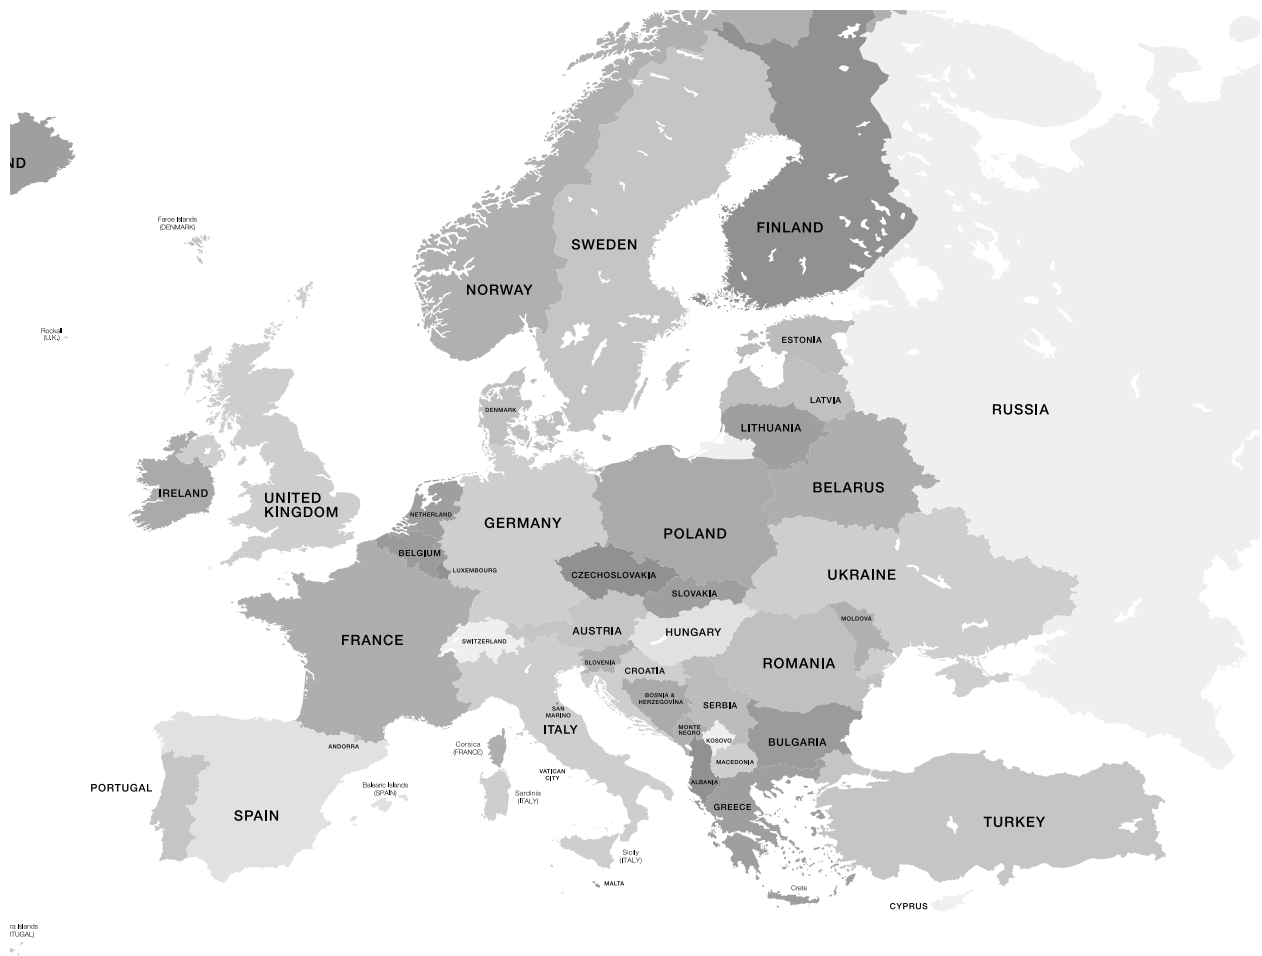 ND
Faroe Islands
(DENMARK)
FINLAND
SWEDEN
NORWAY
Rockall
(U.K.)
ESTONIA
LATVIA
RUSSIA
DENMARK
LITHUANIA
IRELAND
UNITED
KINGDOM
BELARUS
NETHERLAND
GERMANY
POLAND
BELGIUM
LUXEMBOURG
CZECHOSLOVAKIA
UKRAINE
SLOVAKIA
MOLDOVA
FRANCE
SWITZERLAND
AUSTRIA
HUNGARY
SLOVENIA
CROATIA
ROMANIA
BOSNJA &
HERZEGOVINA
SERBIA
SAN
MARINO
ITALY
MONTE
NEGRO
KOSOVO
BULGARIA
ANDORRA
Corsica
(FRANCE)
MACEDONIA
VATICAN
CITY
ALBANIA
PORTUGAL
Balearic Islands
(SPAIN)
Sardinia
(ITALY)
GREECE
SPAIN
TURKEY
Sicily
(ITALY)
MALTA
Crete
CYPRUS
ra Islands
ITUGAL)